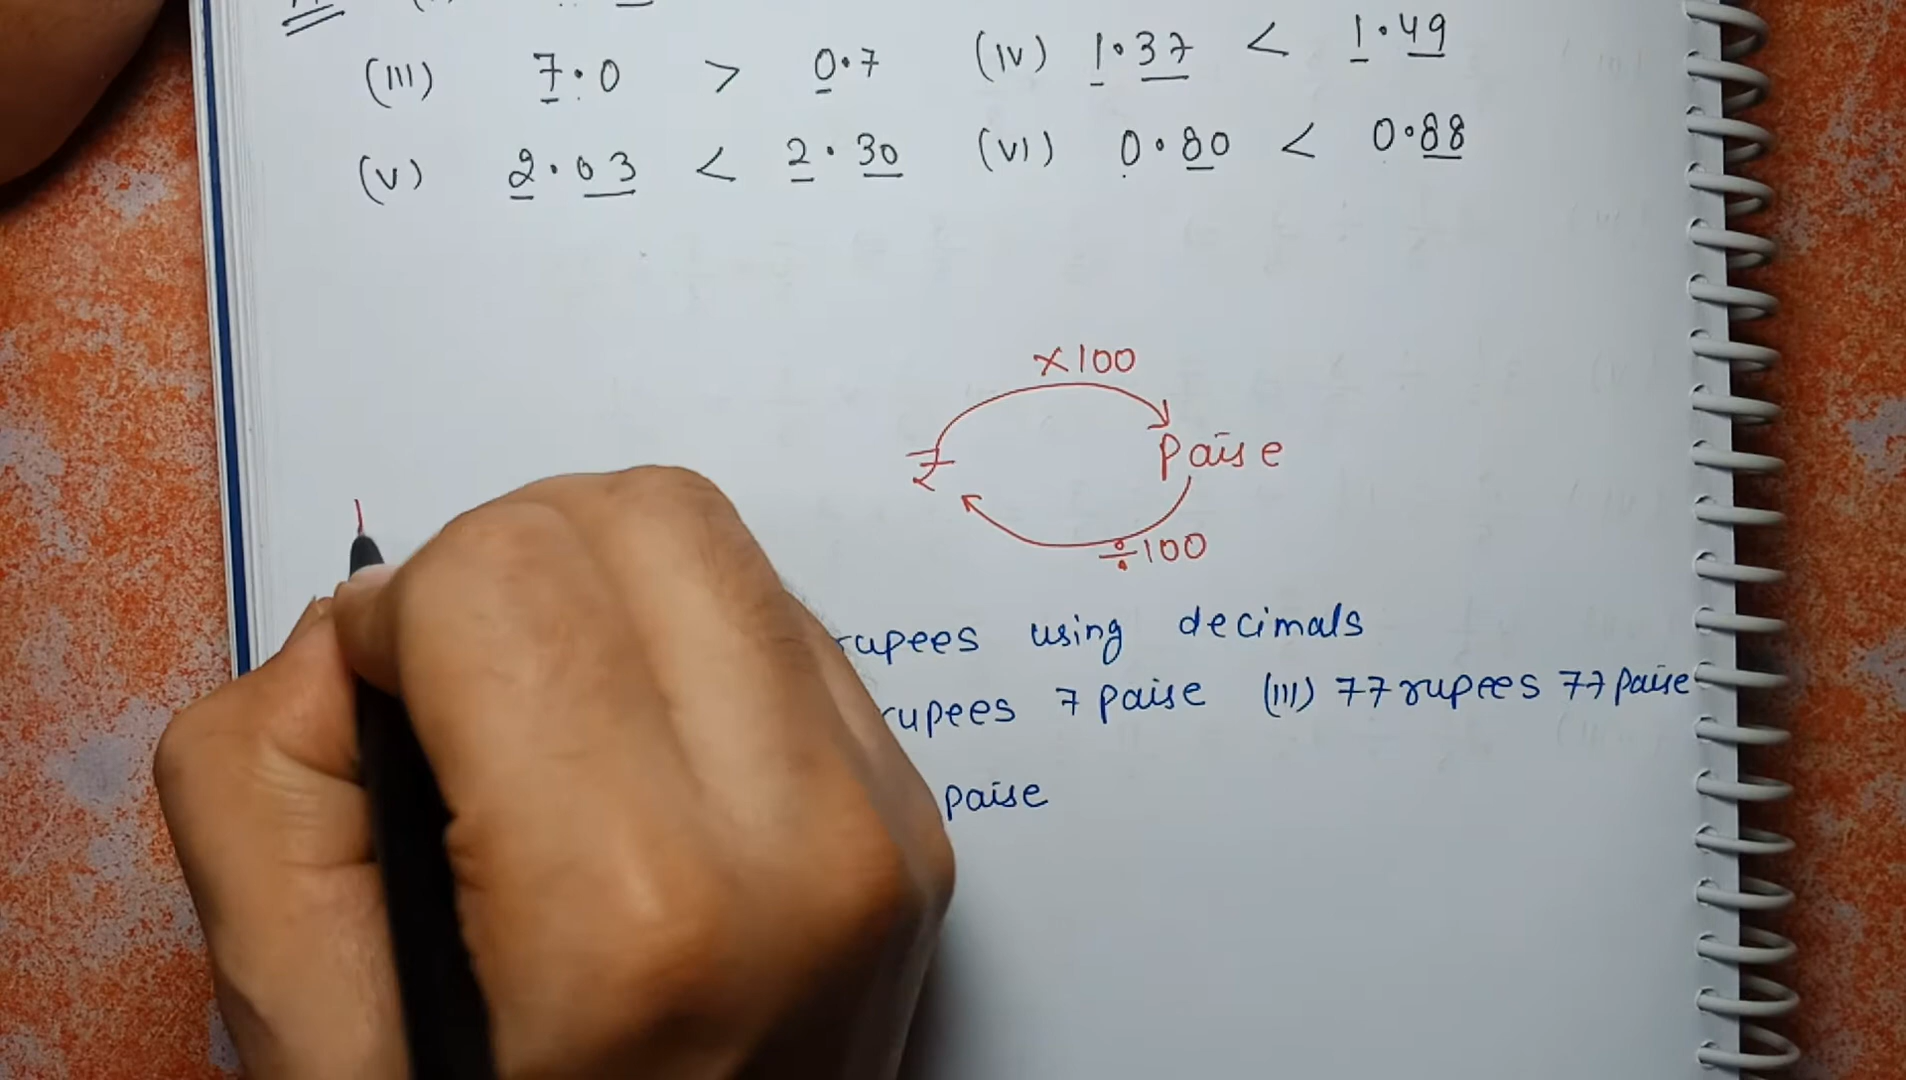 (III) 7.0 > 0.7 (IV) 1.37 < 1.49
(V) 2.03 < 2.30 (VI) 0.80 < 0.88
×100
₹ Paise
÷100
rupees using decimals
rupees 7 paise (III) 77 rupees 77 paise
paise